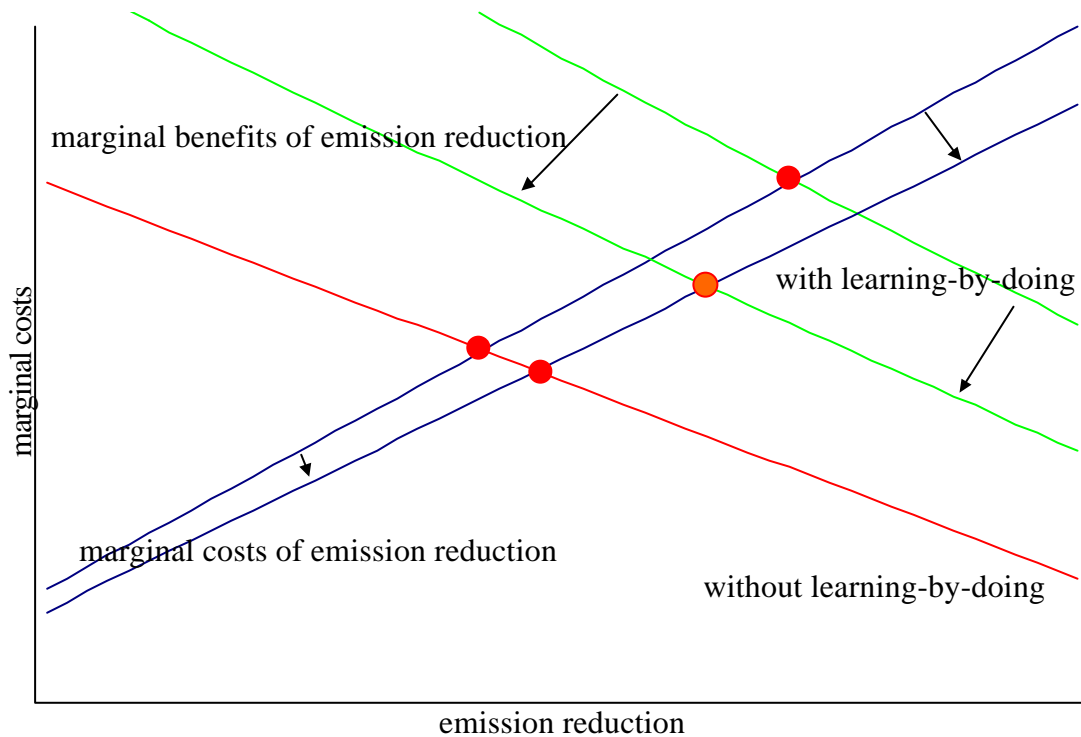 marginal benefits of emission reduction
with learning-by-doing
marginal costs
marginal costs of emission reduction
without learning-by-doing
emission reduction